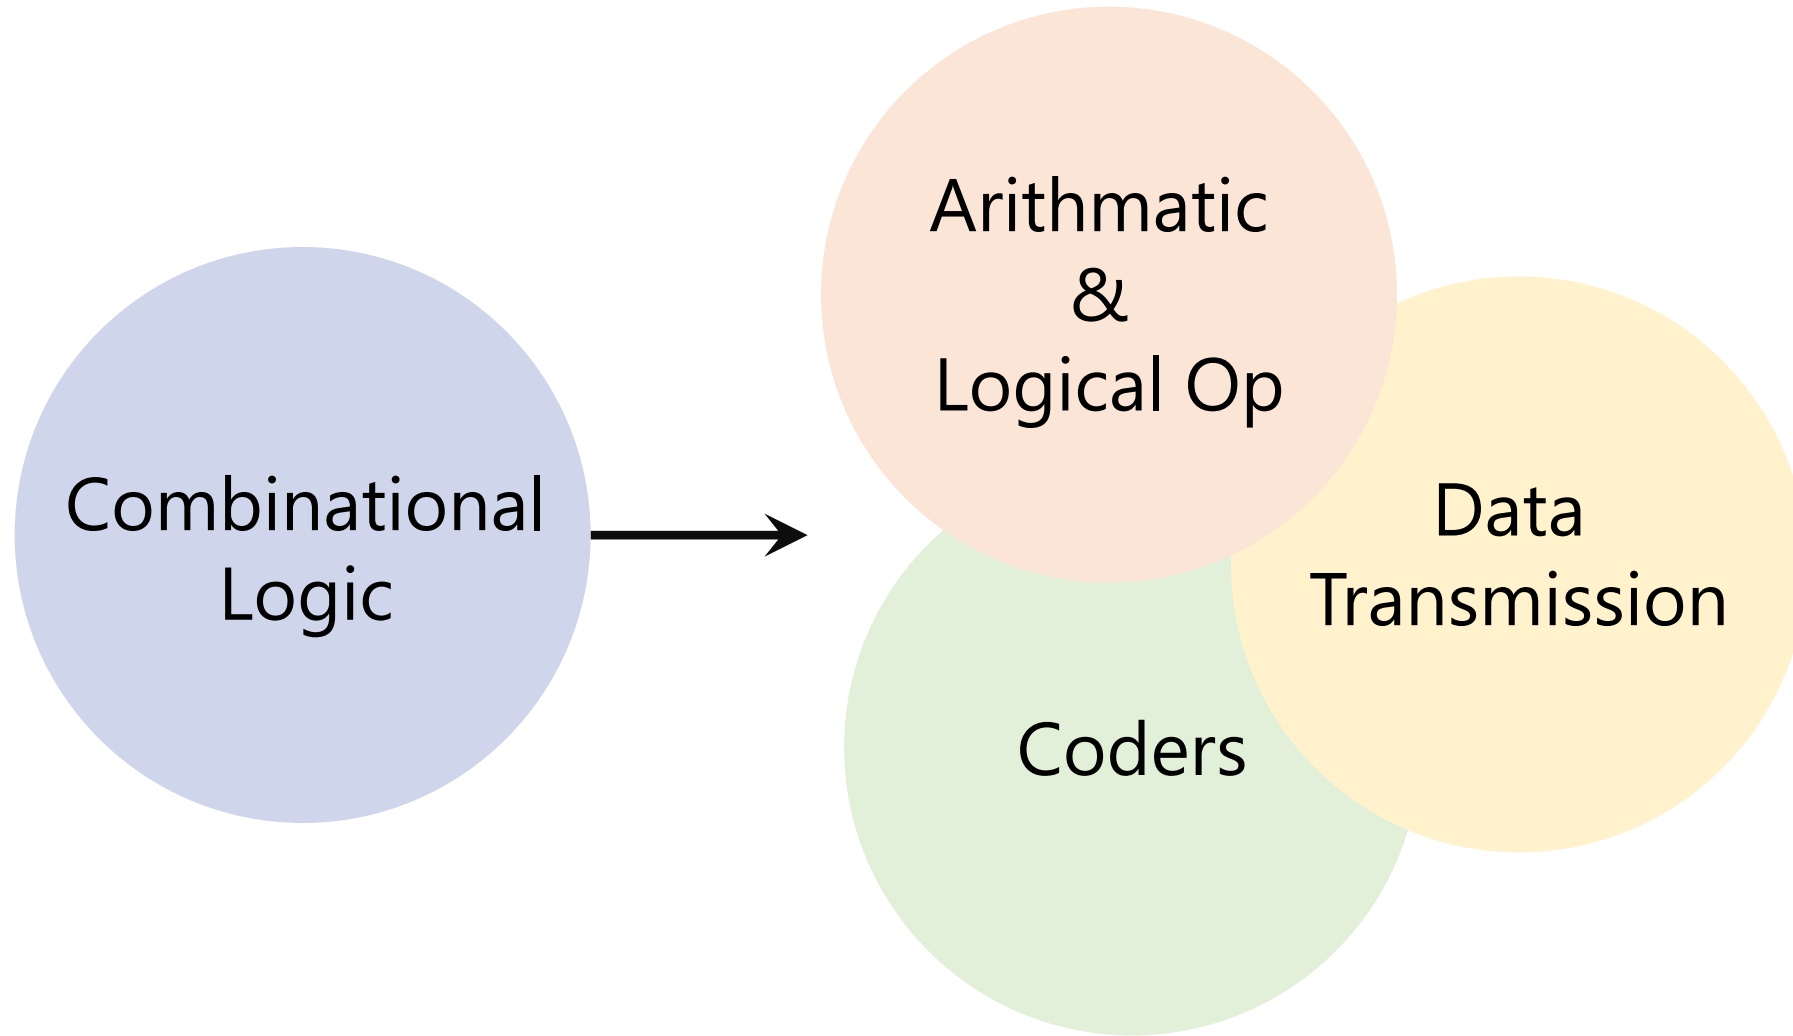 Combinational
Logic
Arithmatic
&
Logical Op
Data
Transmission
Coders